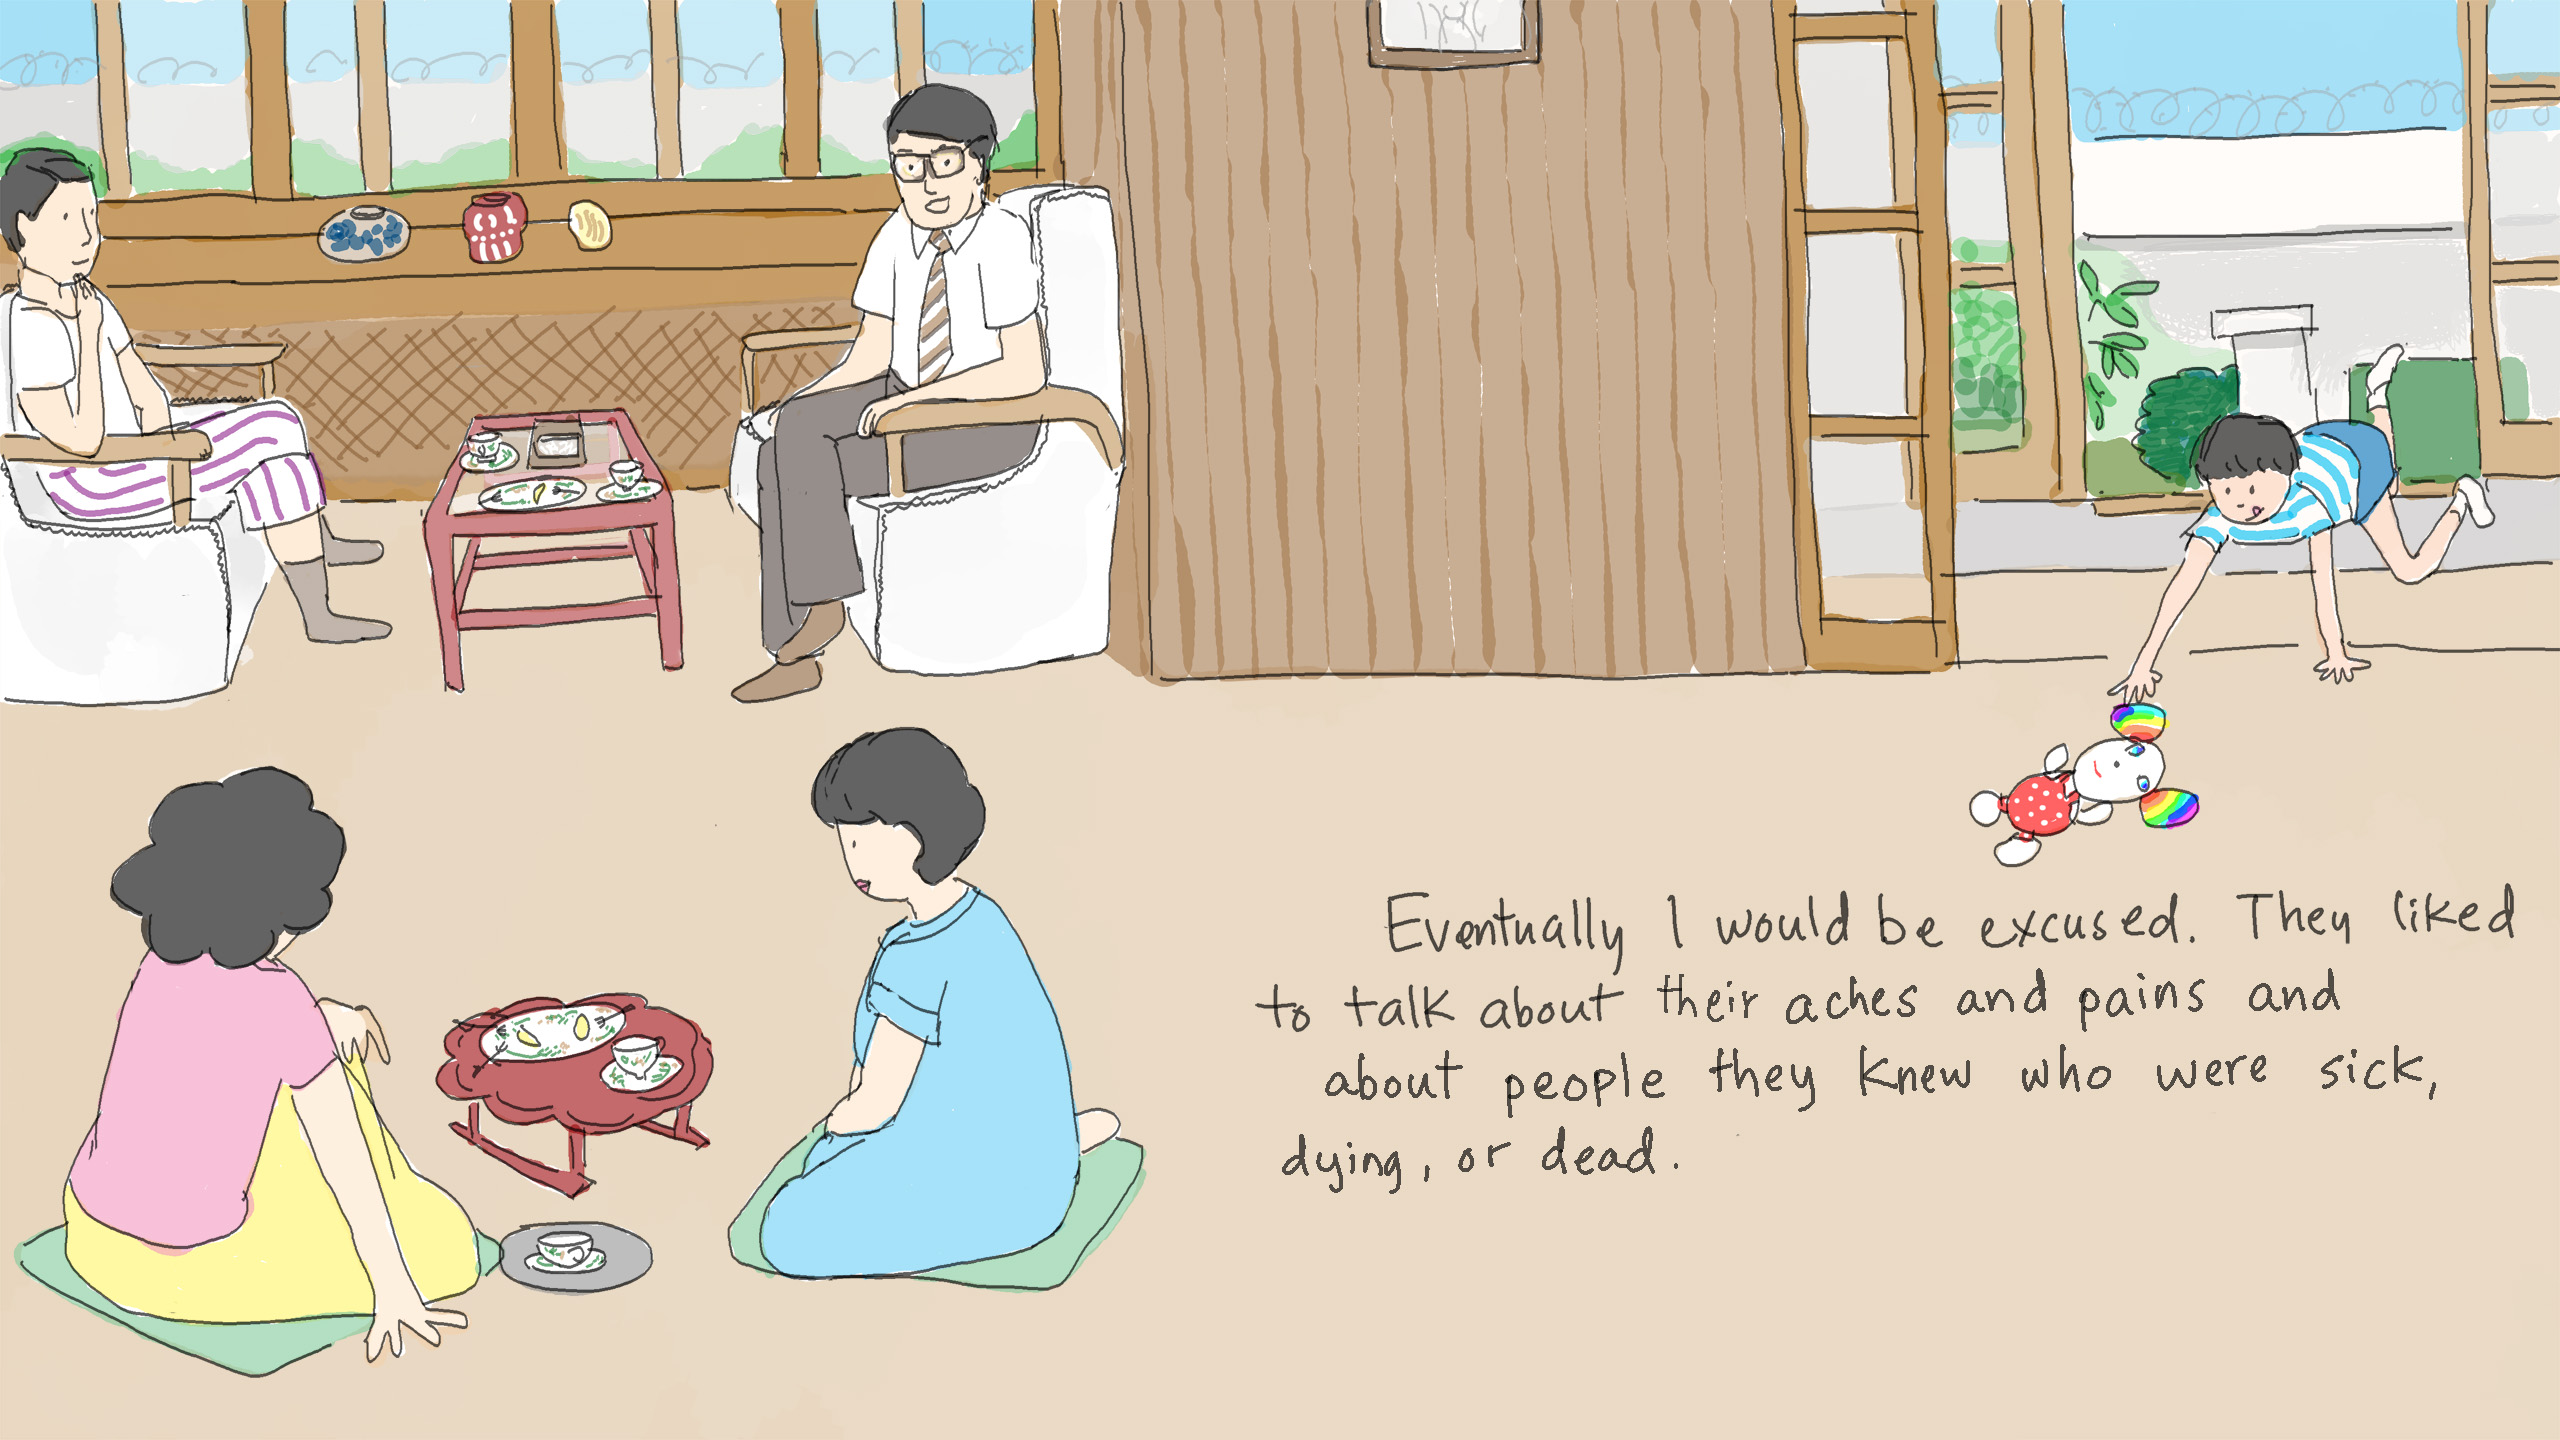 Eventually I would be excused. They liked
to talk about their aches and pains and
about people they knew who were sick,
dying, or dead.